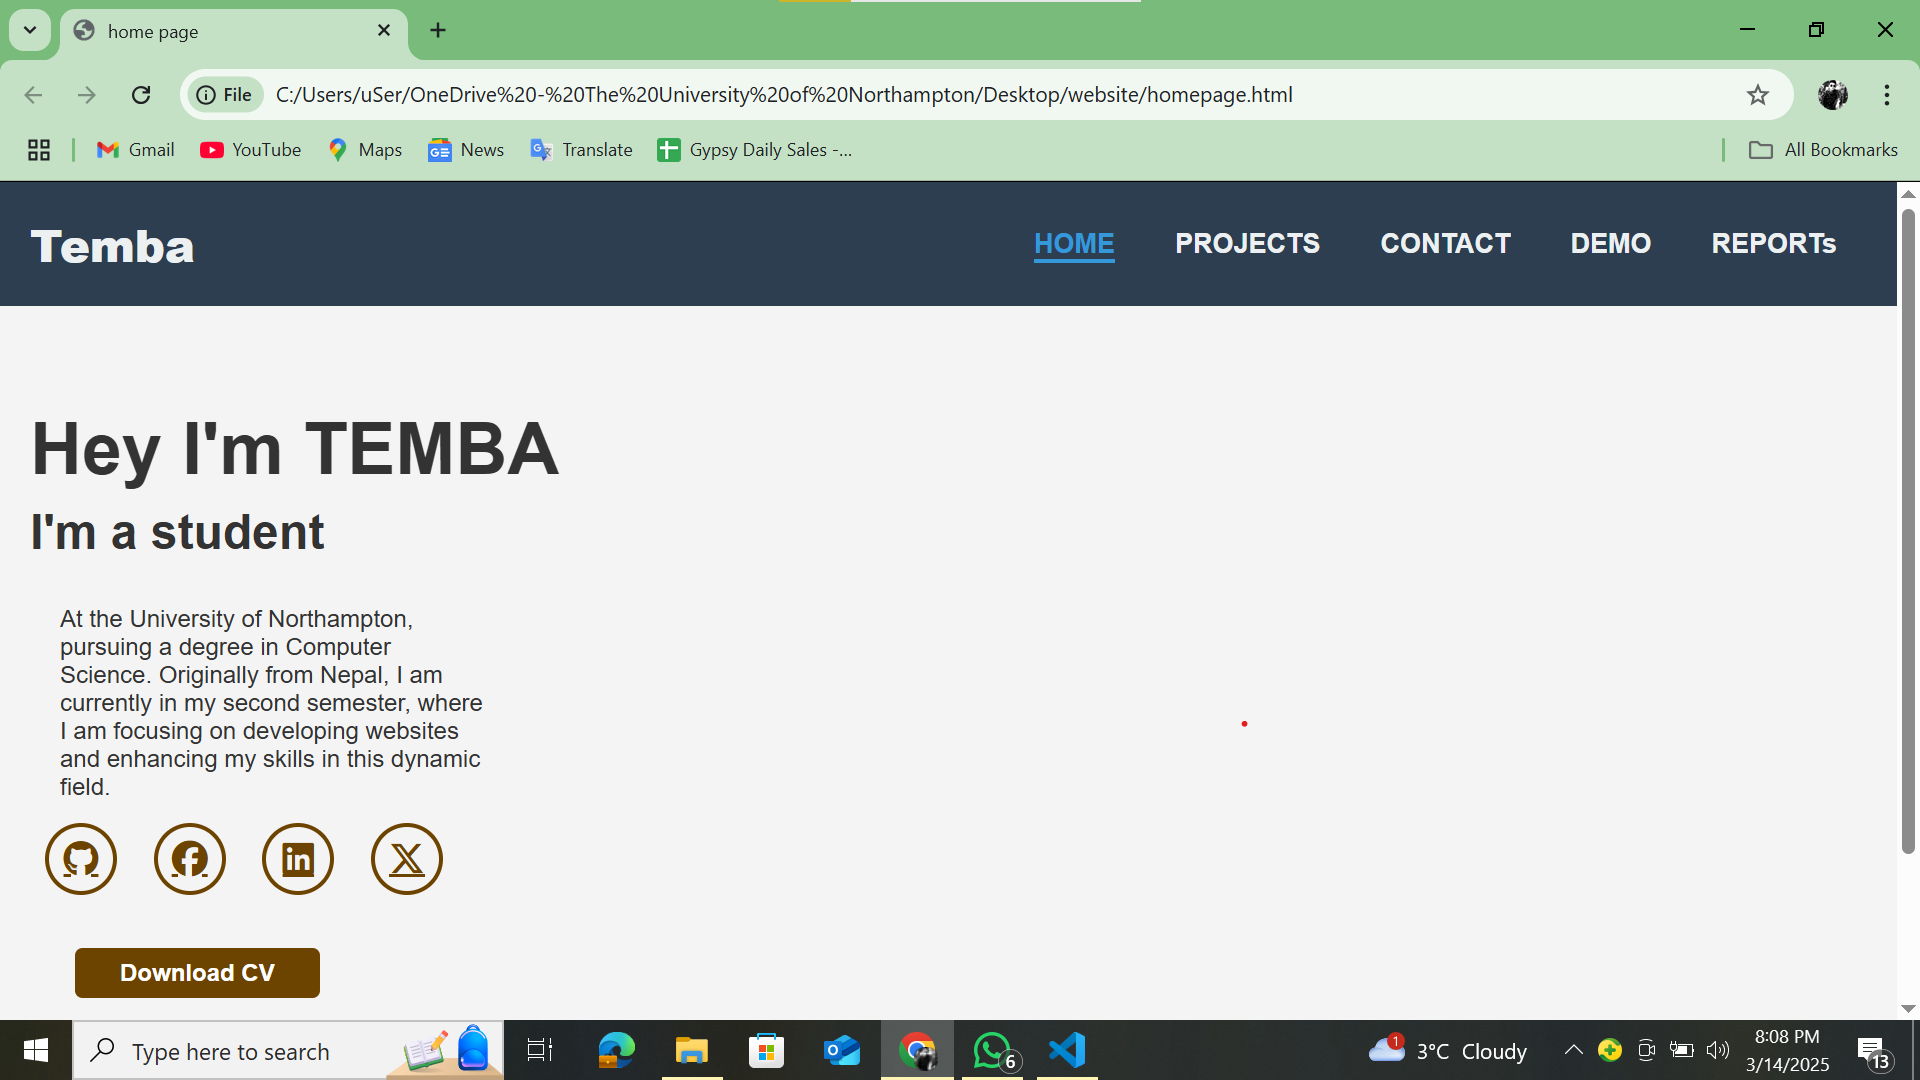 home page
File
C:/Users/uSer/OneDrive%20-%20The%20University%20of%20Northampton/Desktop/website/homepage.html
Gmail
YouTube
Maps
News
Translate
Gypsy Daily Sales -...
All Bookmarks
Temba
HOME
PROJECTS
CONTACT
DEMO
REPORTs
Hey I'm TEMBA
I'm a student
At the University of Northampton,
pursuing a degree in Computer
Science. Originally from Nepal, I am
currently in my second semester, where
I am focusing on developing websites
and enhancing my skills in this dynamic
field.
Download CV
Type here to search
6
1
3°C Cloudy
8:08 PM
3/14/2025
13